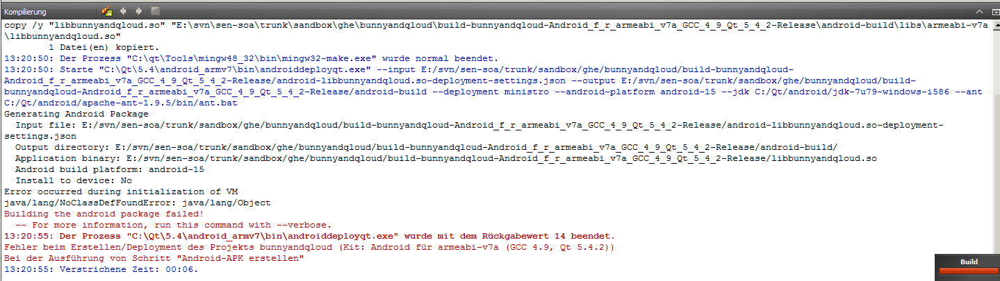 Kompilierung
copy /y "libbunnyandqloud.so" "E:\svn\sen-soa\trunk\sandbox\ghe\bunnyandqloud\build-bunnyandqloud-Android_f_r_armeabi_v7a_GCC_4_9_Qt_5_4_2-Release\android-build\libs\armeabi-v7a
\libbunnyandqloud.so"
        1 Datei(en) kopiert.
13:20:50: Der Prozess "C:\qt\Tools\mingw48_32\bin\mingw32-make.exe" wurde normal beendet.
13:20:50: Starte "C:\Qt\5.4\android_armv7\bin\androiddeployqt.exe" --input E:/svn/sen-soa/trunk/sandbox/ghe/bunnyandqloud/build-bunnyandqloud-
Android_f_r_armeabi_v7a_GCC_4_9_Qt_5_4_2-Release/android-libbunnyandqloud.so-deployment-settings.json --output E:/svn/sen-soa/trunk/sandbox/ghe/bunnyandqloud/build-
bunnyandqloud-Android_f_r_armeabi_v7a_GCC_4_9_Qt_5_4_2-Release/android-build --deployment ministro --android-platform android-15 --jdk C:/Qt/android/jdk-7u79-windows-i586 --ant
C:/Qt/android/apache-ant-1.9.5/bin/ant.bat
Generating Android Package
  Input file: E:/svn/sen-soa/trunk/sandbox/ghe/bunnyandqloud/build-bunnyandqloud-Android_f_r_armeabi_v7a_GCC_4_9_Qt_5_4_2-Release/android-libbunnyandqloud.so-deployment-
settings.json
  Output directory: E:/svn/sen-soa/trunk/sandbox/ghe/bunnyandqloud/build-bunnyandqloud-Android_f_r_armeabi_v7a_GCC_4_9_Qt_5_4_2-Release/android-build/
  Application binary: E:/svn/sen-soa/trunk/sandbox/ghe/bunnyandqloud/build-bunnyandqloud-Android_f_r_armeabi_v7a_GCC_4_9_Qt_5_4_2-Release/libbunnyandqloud.so
  Android build platform: android-15
  Install to device: No
Error occurred during initialization of VM
java/lang/NoClassDefFoundError: java/lang/Object
Building the android package failed!
  -- For more information, run this command with --verbose.
13:20:55: Der Prozess "C:\Qt\5.4\android_armv7\bin\androiddeployqt.exe" wurde mit dem Rückgabewert 14 beendet.
Fehler beim Erstellen/Deployment des Projekts bunnyandqloud (Kit: Android für armeabi-v7a (GCC 4.9, Qt 5.4.2))
Bei der Ausführung von Schritt "Android-APK erstellen"
13:20:55: Verstrichene Zeit: 00:06.
Build